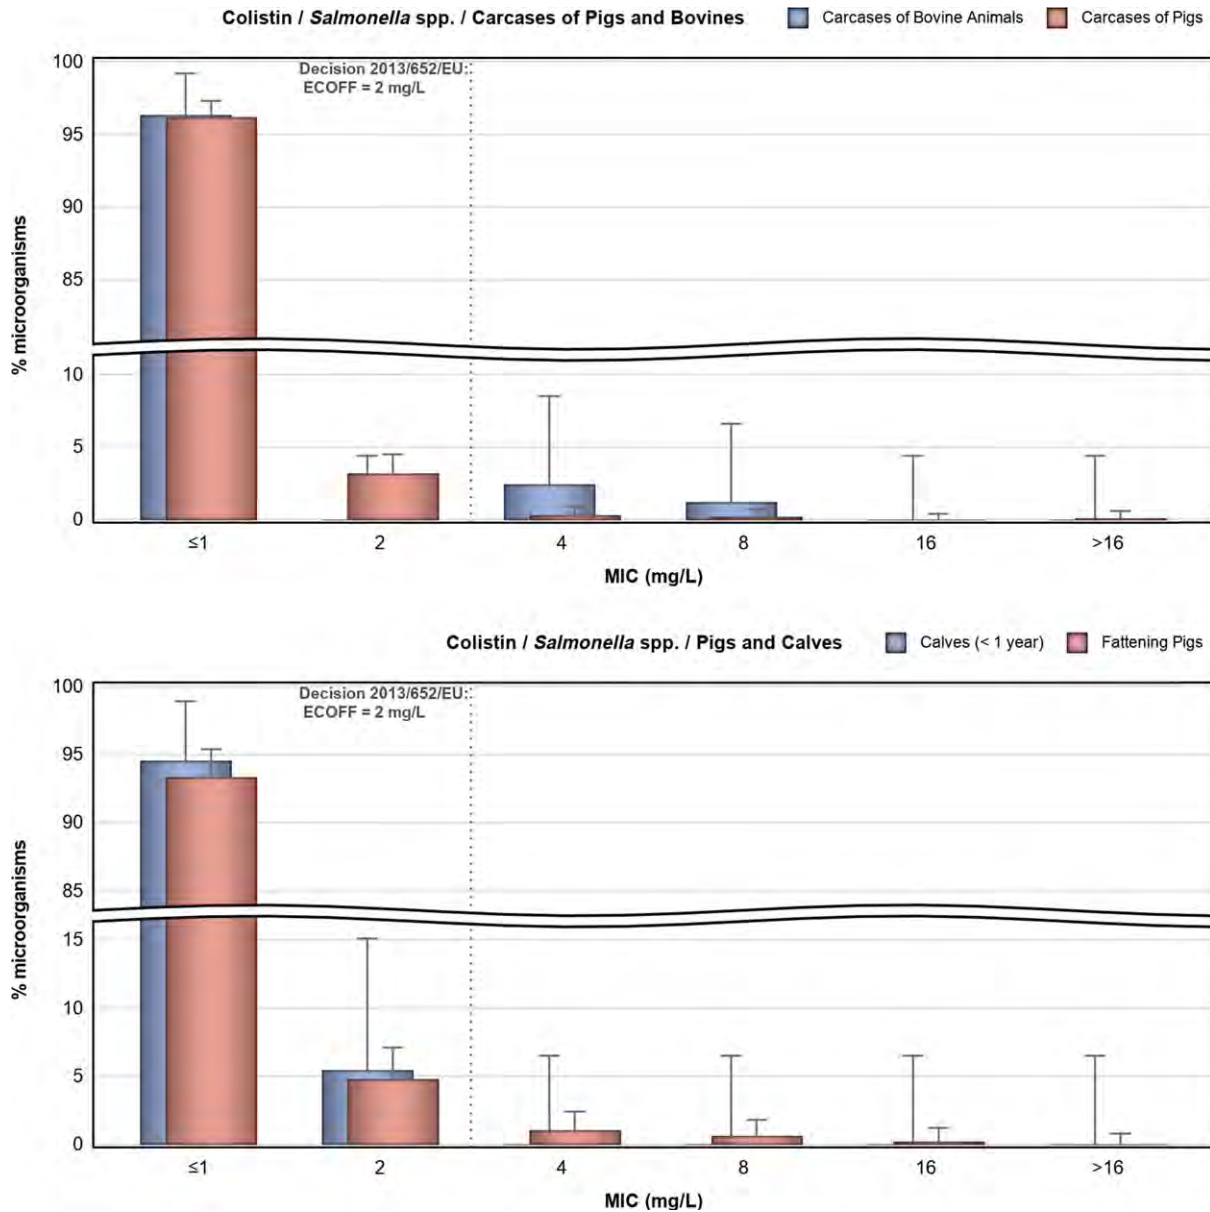 Colistin / Salmonella spp. / Carcases of Pigs and Bovines
Carcases of Bovine Animals
Carcases of Pigs
Decision 2013/652/EU:
ECOFF = 2 mg/L
% microorganisms
100
95
90
85
10
5
0
≤1
2
4
8
16
>16
MIC (mg/L)
Colistin / Salmonella spp. / Pigs and Calves
Calves (< 1 year)
Fattening Pigs
Decision 2013/652/EU:
ECOFF = 2 mg/L
% microorganisms
100
95
90
85
15
10
5
0
≤1
2
4
8
16
>16
MIC (mg/L)